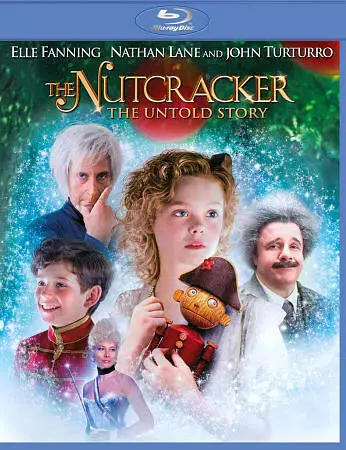 Blu-ray Disc
ELLE FANNING NATHAN LANE AND JOHN TURTURRO
THE NUTCRACKER
THE UNTOLD STORY